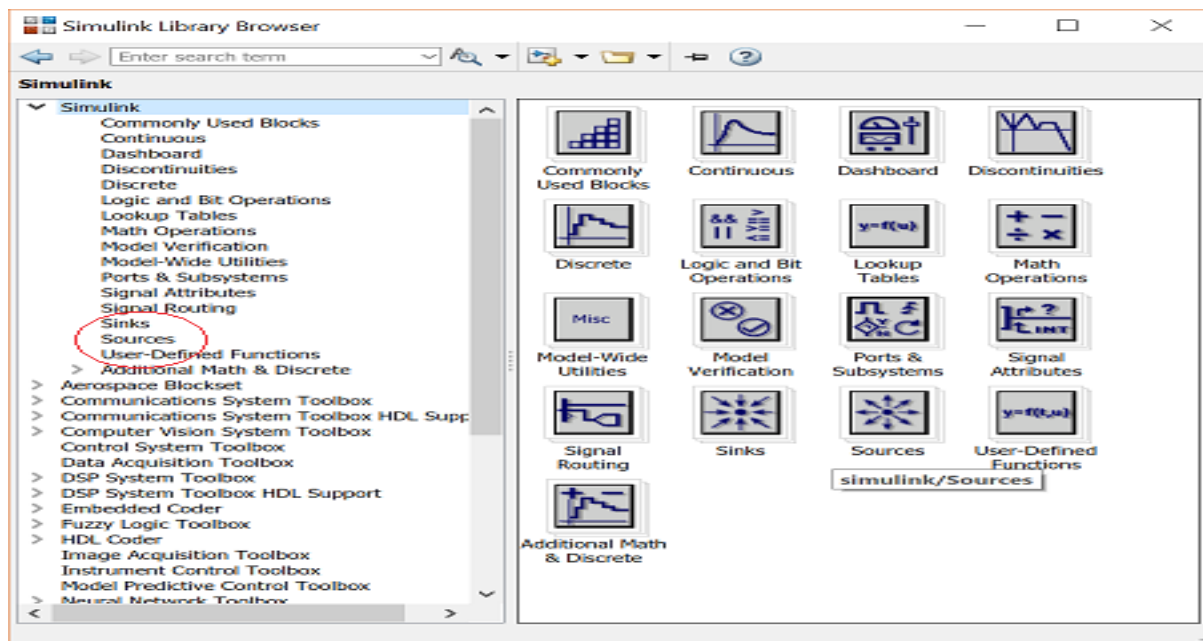 Simulink Library Browser
Enter search term
Simulink
Simulink
Commonly Used Blocks
Continuous
Dashboard
Discontinuities
Discrete
Logic and Bit Operations
Lookup Tables
Math Operations
Model Verification
Model-Wide Utilities
Ports & Subsystems
Signal Attributes
Signal Routing
Sinks
Sources
User-Defined Functions
Additional Math & Discrete
Aerospace Blockset
Communications System Toolbox
Communications System Toolbox HDL Supp
Computer Vision System Toolbox
Control System Toolbox
Data Acquisition Toolbox
DSP System Toolbox
DSP System Toolbox HDL Support
Embedded Coder
Fuzzy Logic Toolbox
HDL Coder
Image Acquisition Toolbox
Instrument Control Toolbox
Model Predictive Control Toolbox
Neural Network Toolbox
Commonly
Used Blocks
Continuous
Dashboard
Discontinuities
&& >
|| <=
y=f(u)
+ −
÷ ×
Discrete
Logic and Bit
Operations
Lookup
Tables
Math
Operations
Misc
?
INT
Model-Wide
Utilities
Model
Verification
Ports &
Subsystems
Signal
Attributes
y=f(t,u)
Signal
Routing
Sinks
Sources
User-Defined
Functions
simulink/Sources
Additional Math
& Discrete